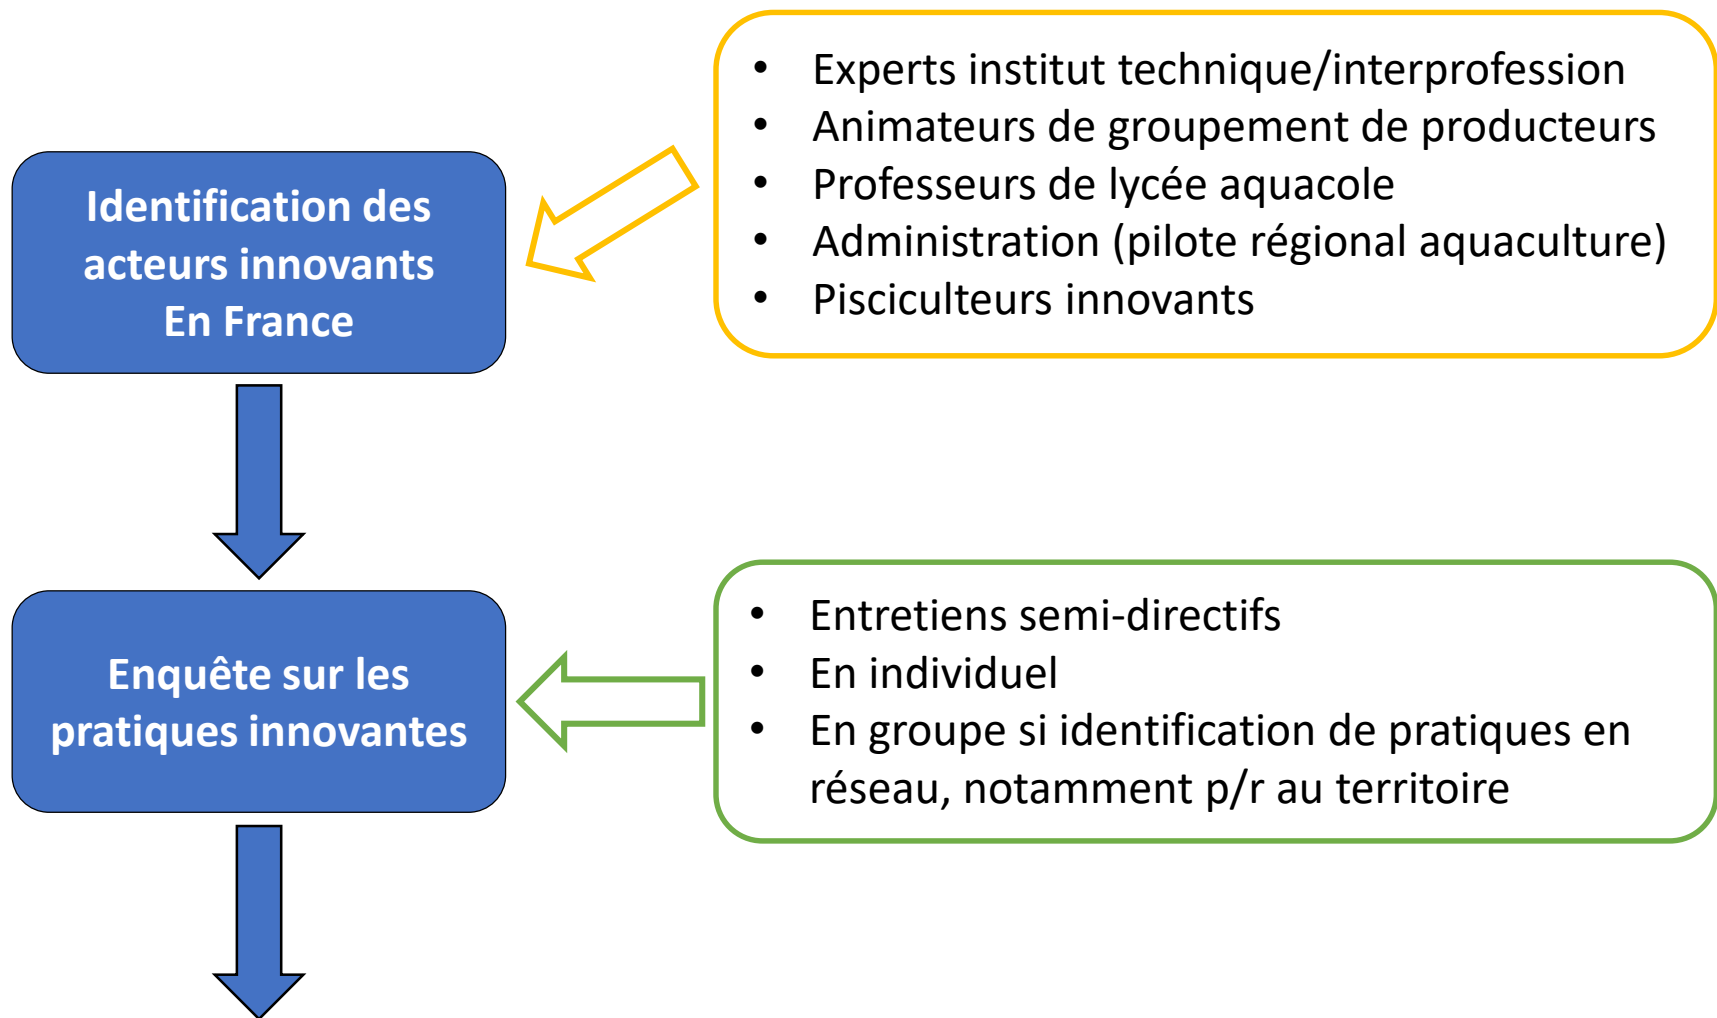 Identification des
acteurs innovants
En France
• Experts institut technique/interprofession
• Animateurs de groupement de producteurs
• Professeurs de lycée aquacole
• Administration (pilote régional aquaculture)
• Pisciculteurs innovants
Enquête sur les
pratiques innovantes
• Entretiens semi-directifs
• En individuel
• En groupe si identification de pratiques en
réseau, notamment p/r au territoire